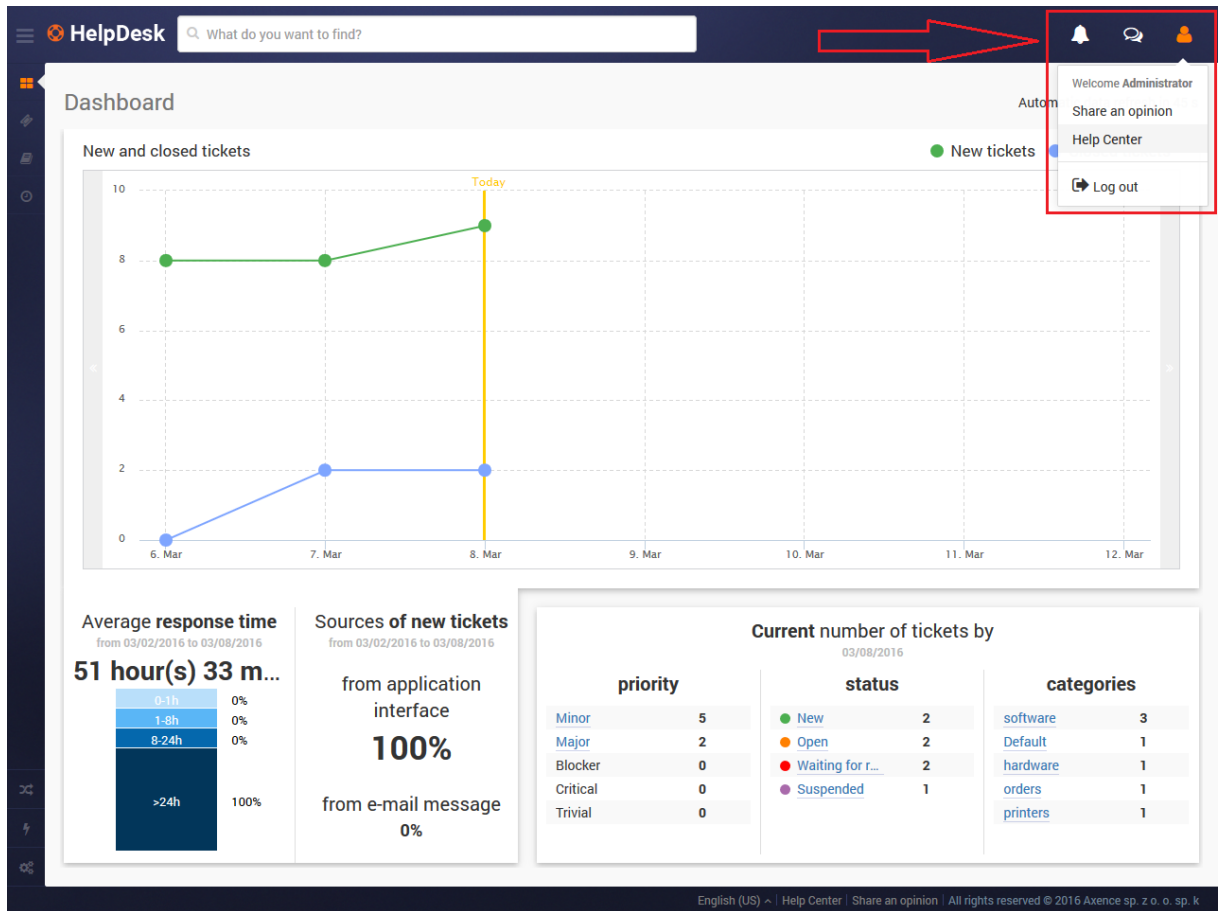 HelpDesk
What do you want to find?
Welcome Administrator
Share an opinion
Help Center
Log out
Dashboard
Autom
New and closed tickets
New tickets
Today
10
8
6
4
2
0
6. Mar
7. Mar
8. Mar
9. Mar
10. Mar
11. Mar
12. Mar
Average response time
from 03/02/2016 to 03/08/2016
51 hour(s) 33 m...
0-1h 0%
1-8h 0%
8-24h 0%
>24h 100%
Sources of new tickets
from 03/02/2016 to 03/08/2016
from application
interface
100%
from e-mail message
0%
Current number of tickets by
03/08/2016
priority
Minor 5
Major 2
Blocker 0
Critical 0
Trivial 0
status
New 2
Open 2
Waiting for r... 2
Suspended 1
categories
software 3
Default 1
hardware 1
orders 1
printers 1
English (US) | Help Center | Share an opinion | All rights reserved © 2016 Axence sp. z o. o. sp. k